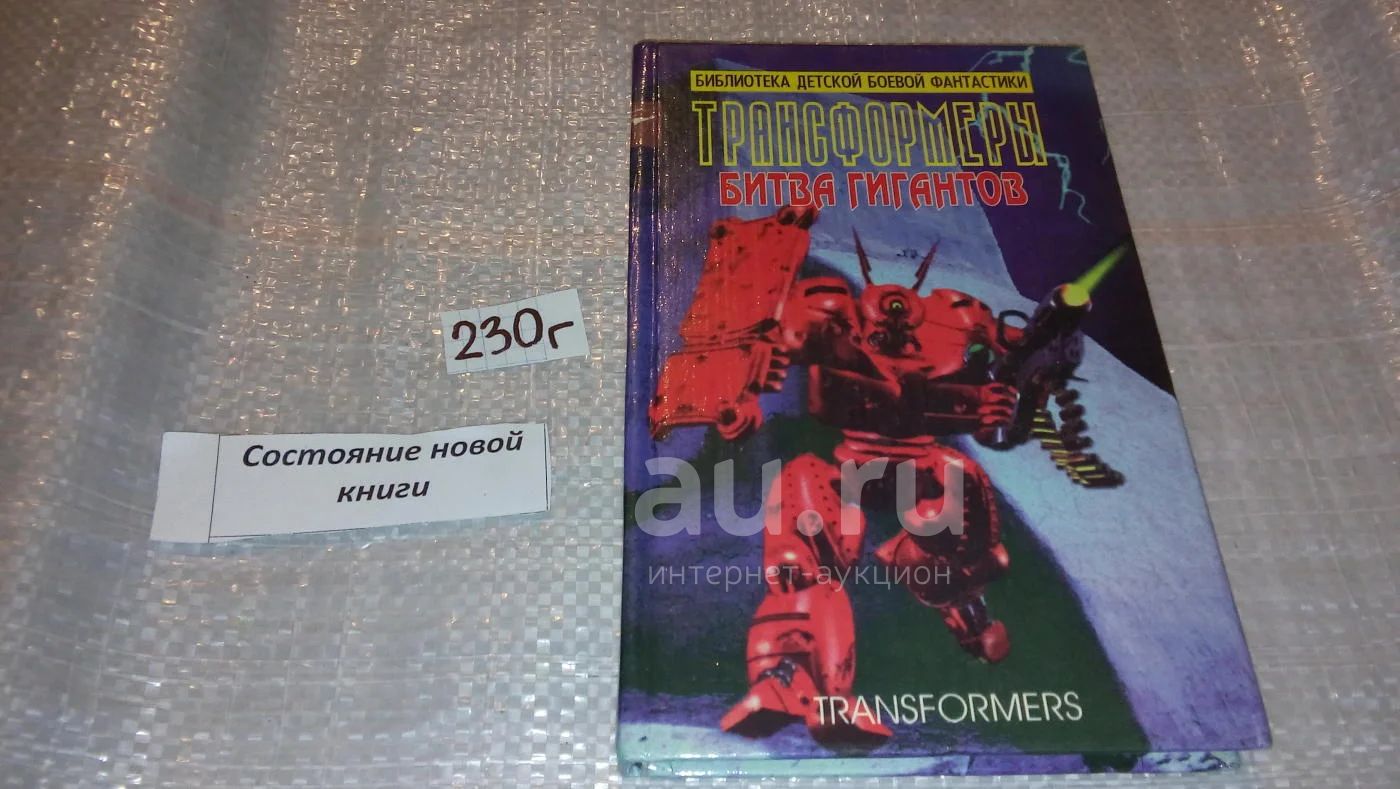 БИБЛИОТЕКА ДЕТСКОЙ БОЕВОЙ ФАНТАСТИКИ
ТРАНСФОРМЕРЫ
БИТВА ГИГАНТОВ
230г
Состояние новой
книги
au.ru
интернет-аукцион
TRANSFORMERS